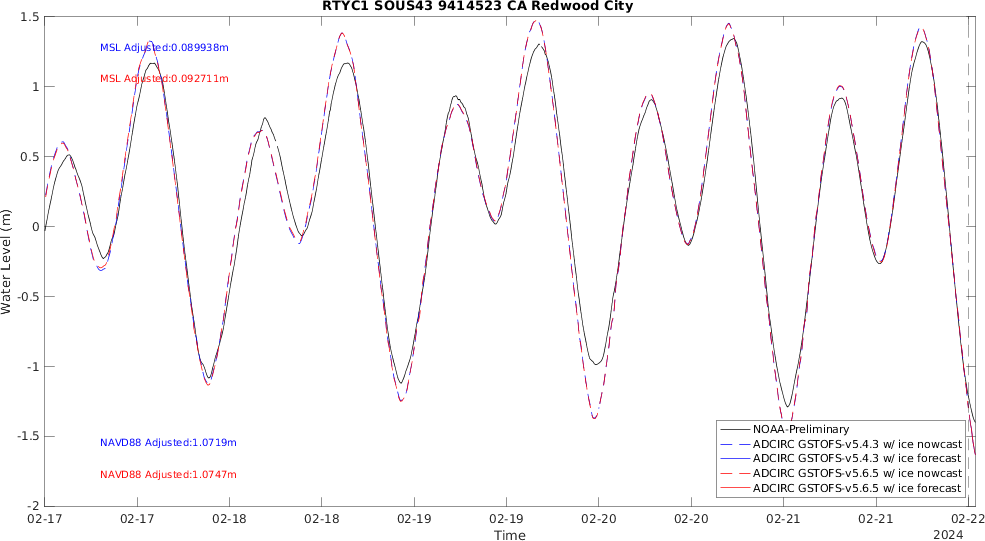 RTYC1 SOUS43 9414523 CA Redwood City
1.5
MSL Adjusted:0.089938m
MSL Adjusted:0.092711m
1
0.5
0
Water Level (m)
-0.5
-1
-1.5
NAVD88 Adjusted:1.0719m
NAVD88 Adjusted:1.0747m
-2
NOAA-Preliminary
ADCIRC GSTOFS-v5.4.3 w/ ice nowcast
ADCIRC GSTOFS-v5.4.3 w/ ice forecast
ADCIRC GSTOFS-v5.6.5 w/ ice nowcast
ADCIRC GSTOFS-v5.6.5 w/ ice forecast
02-17 02-17 02-18 02-18 02-19 02-19 02-20 02-20 02-21 02-21 02-22
Time
2024